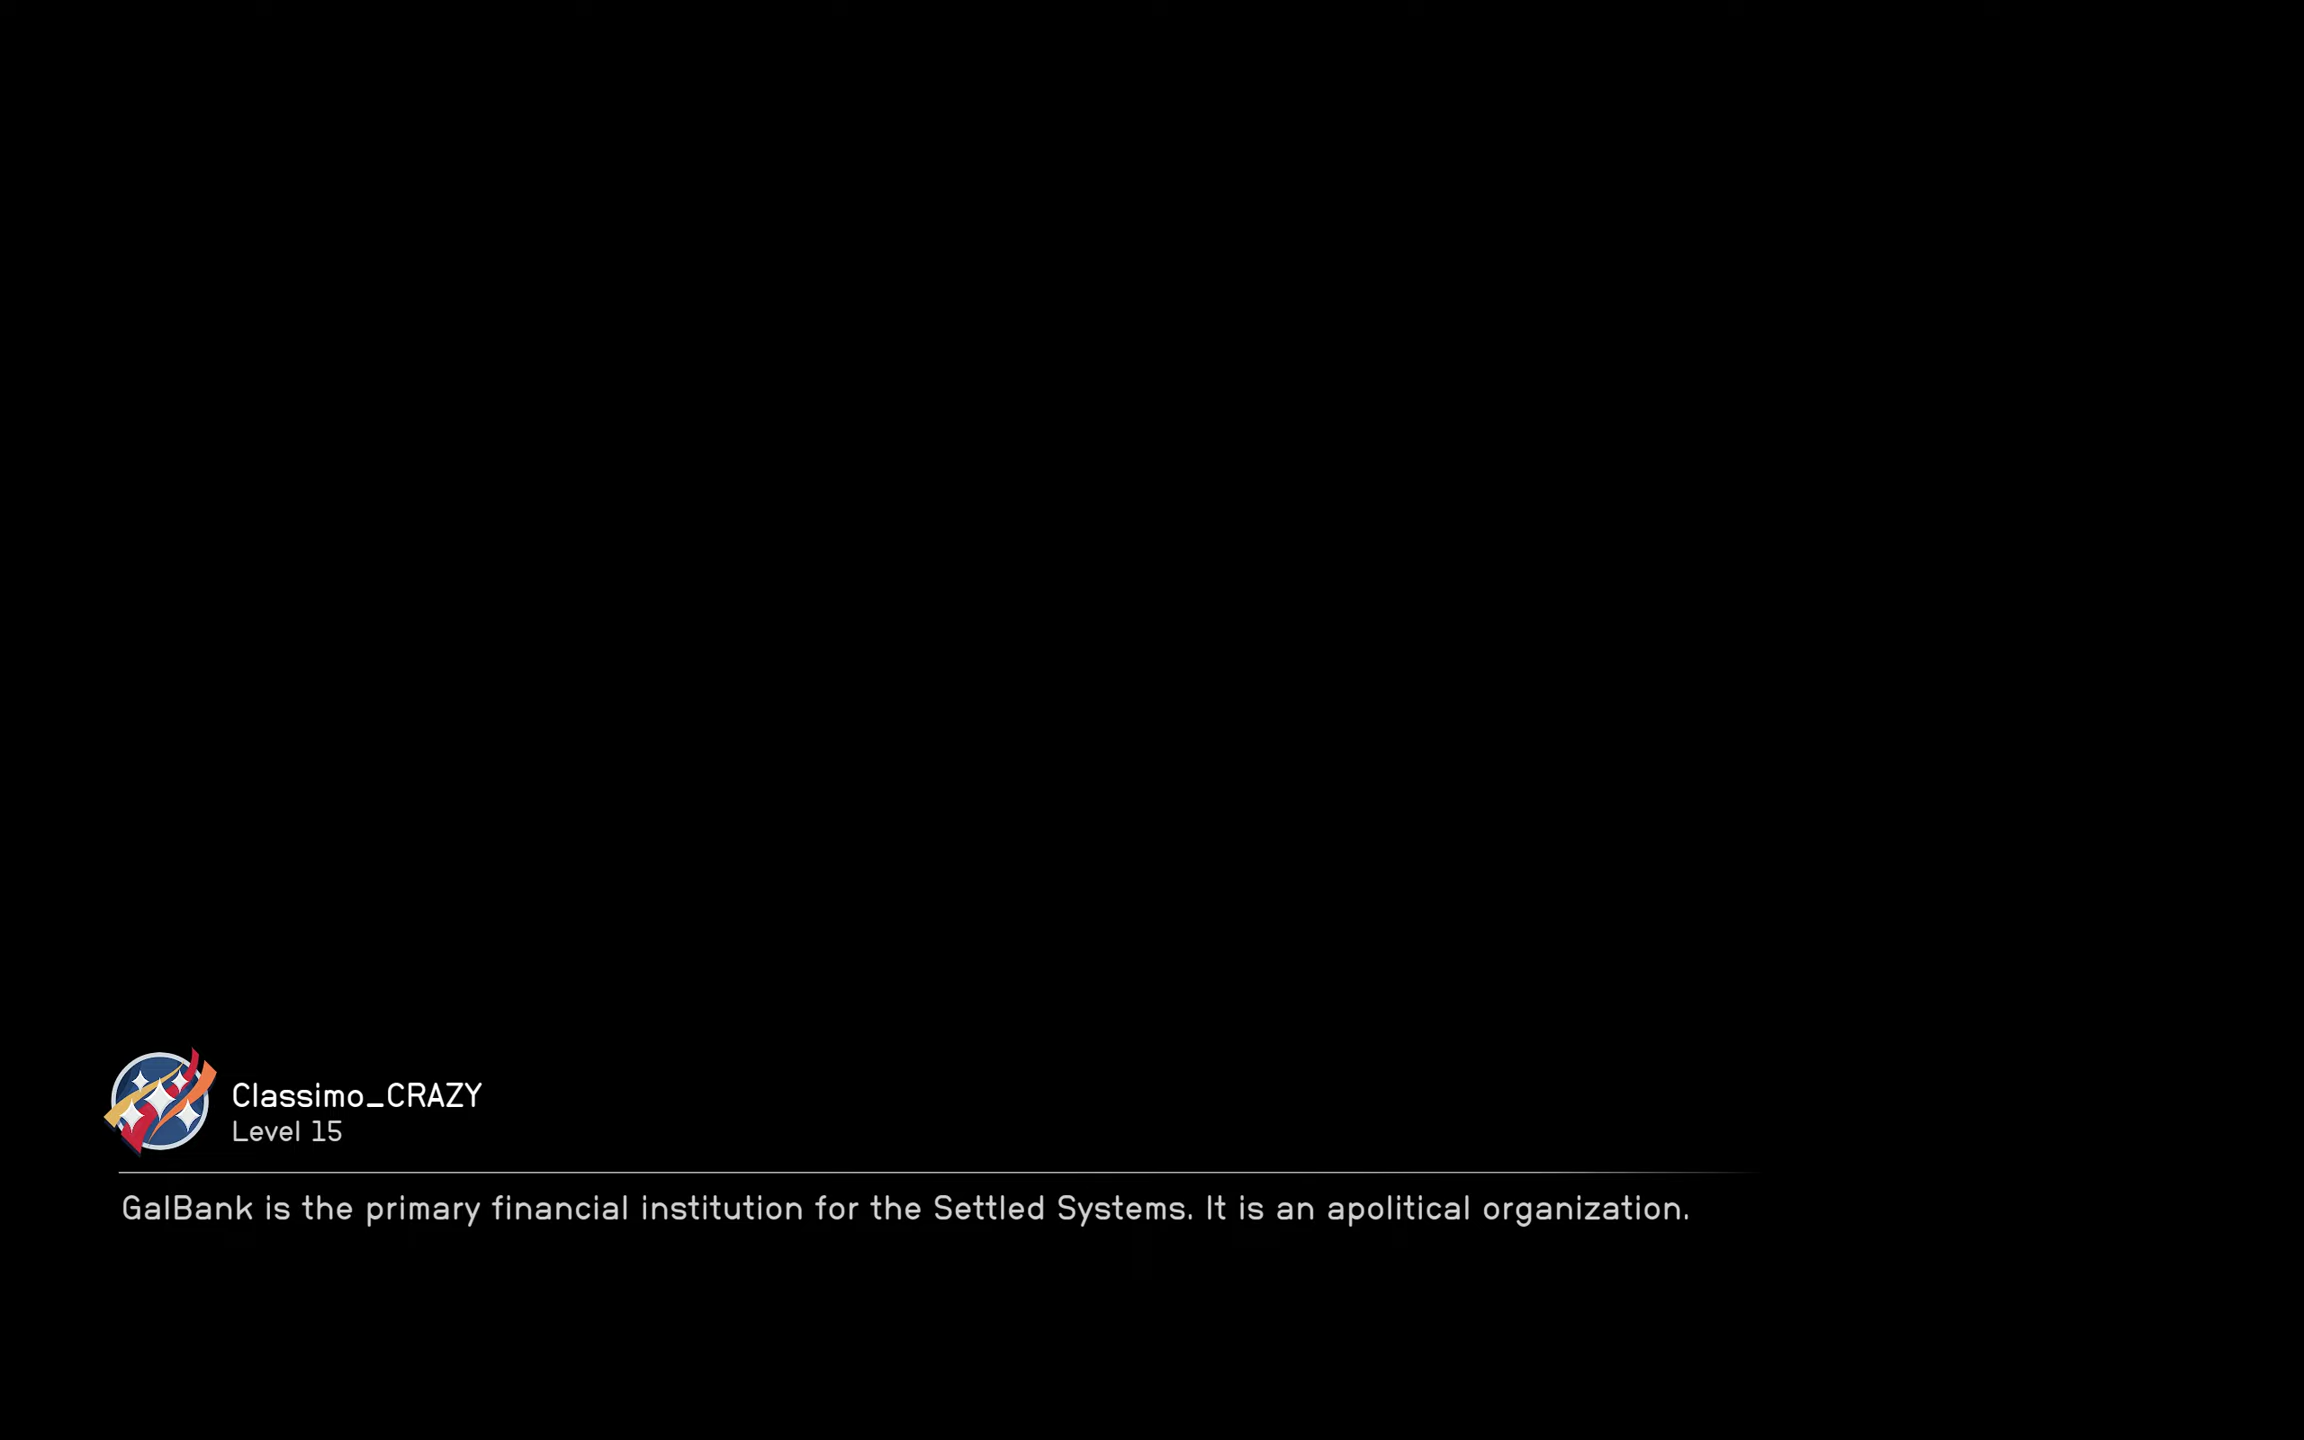 Classimo_CRAZY
Level 15
GalBank is the primary financial institution for the Settled Systems. It is an apolitical organization.